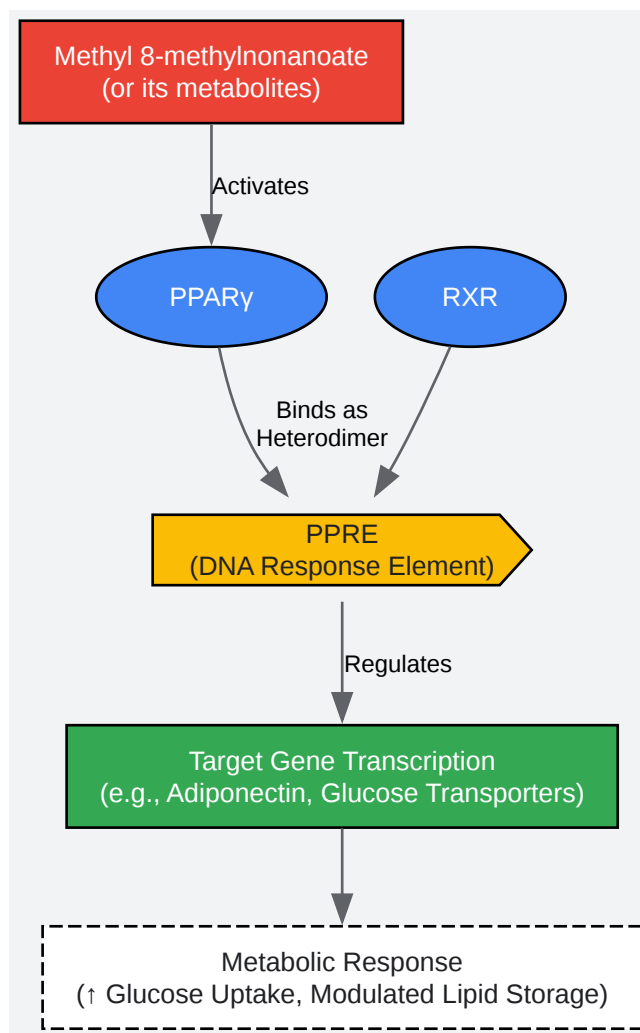 Methyl 8-methylnonanoate
(or its metabolites)
Activates
PPARγ
RXR
Binds as
Heterodimer
PPRE
(DNA Response Element)
Regulates
Target Gene Transcription
(e.g., Adiponectin, Glucose Transporters)
Metabolic Response
(↑ Glucose Uptake, Modulated Lipid Storage)